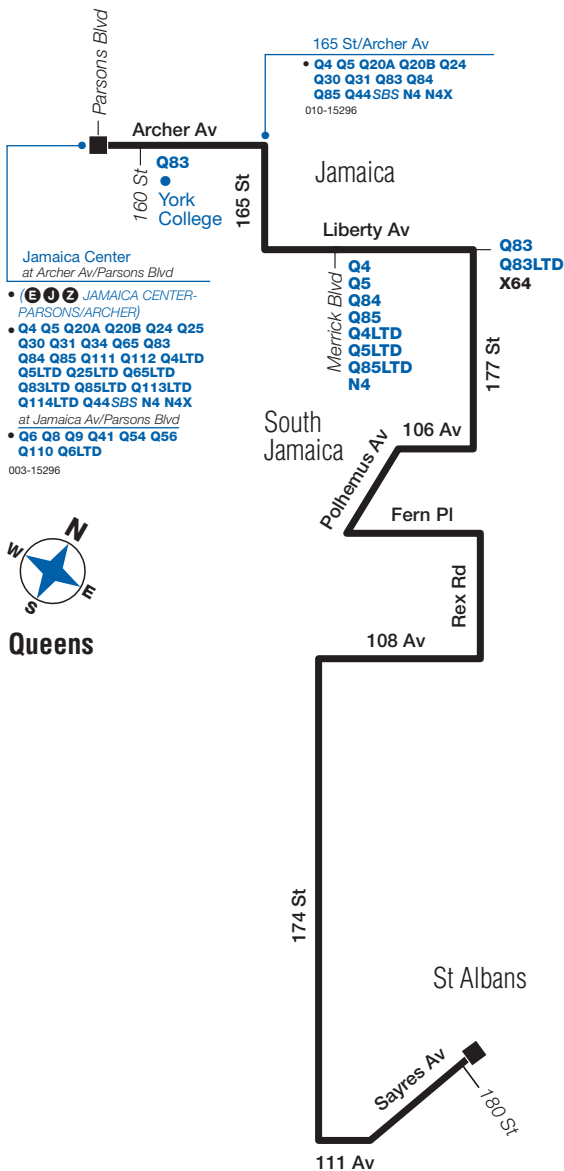 Parsons Blvd
165 St/Archer Av
• Q4 Q5 Q20A Q20B Q24
Q30 Q31 Q83 Q84
Q85 Q44SBS N4 N4X
010-15296
Archer Av
160 St
Q83
York
College
165 St
Jamaica
Liberty Av
Jamaica Center
at Archer Av/Parsons Blvd
• (E J Z JAMAICA CENTER-
PARSONS/ARCHER)
• Q4 Q5 Q20A Q20B Q24 Q25
Q30 Q31 Q34 Q65 Q83
Q84 Q85 Q111 Q112 Q4LTD
Q5LTD Q25LTD Q65LTD
Q83LTD Q85LTD Q113LTD
Q114LTD Q44SBS N4 N4X
at Jamaica Av/Parsons Blvd
• Q6 Q8 Q9 Q41 Q54 Q56
Q110 Q6LTD
003-15296
Merrick Blvd
Q4
Q5
Q84
Q85
Q4LTD
Q5LTD
Q85LTD
N4
Q83
Q83LTD
X64
177 St
South
Jamaica
106 Av
Polhemus Av
Fern Pl
Rex Rd
N
W
E
S
Queens
108 Av
174 St
St Albans
Sayres Av
180 St
111 Av